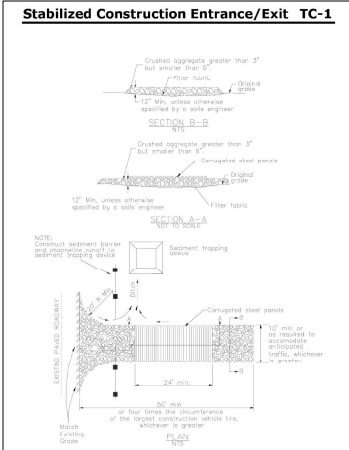 Stabilized Construction Entrance/Exit TC-1
Crushed aggregate greater than 3"
but smaller than 6".
Filter fabric
Original
grade
12" Min, unless otherwise
specified by a soils engineer
SECTION B-B
NTS
Crushed aggregate greater than 3"
but smaller than 6".
Corrugated steel panels
Original
grade
12" Min, unless otherwise
specified by a soils engineer
Filter fabric
SECTION A-A
NOT TO SCALE
NOTE:
Construct sediment barrier
and channelize runoff to
sediment trapping device
Sediment trapping
device
Ditch
20' R Min
Corrugated steel panels
B
EXISTING PAVED ROADWAY
A
A
10' min or
as required to
accomodate
anticipated
traffic, whichever
is greater.
B
24' min.
50' min
or four times the circumference
of the largest construction vehicle tire,
whichever is greater
Match
Existing
Grade
PLAN
NTS